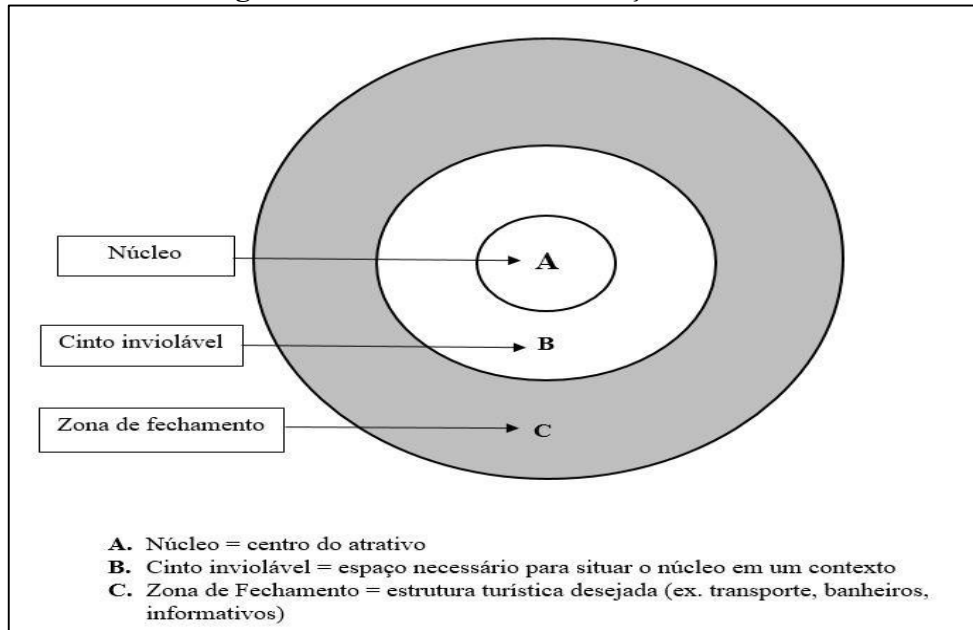 Núcleo
A
Cinto inviolável
B
Zona de fechamento
C
A. Núcleo = centro do atrativo
B. Cinto inviolável = espaço necessário para situar o núcleo em um contexto
C. Zona de Fechamento = estrutura turística desejada (ex. transporte, banheiros,
informativos)